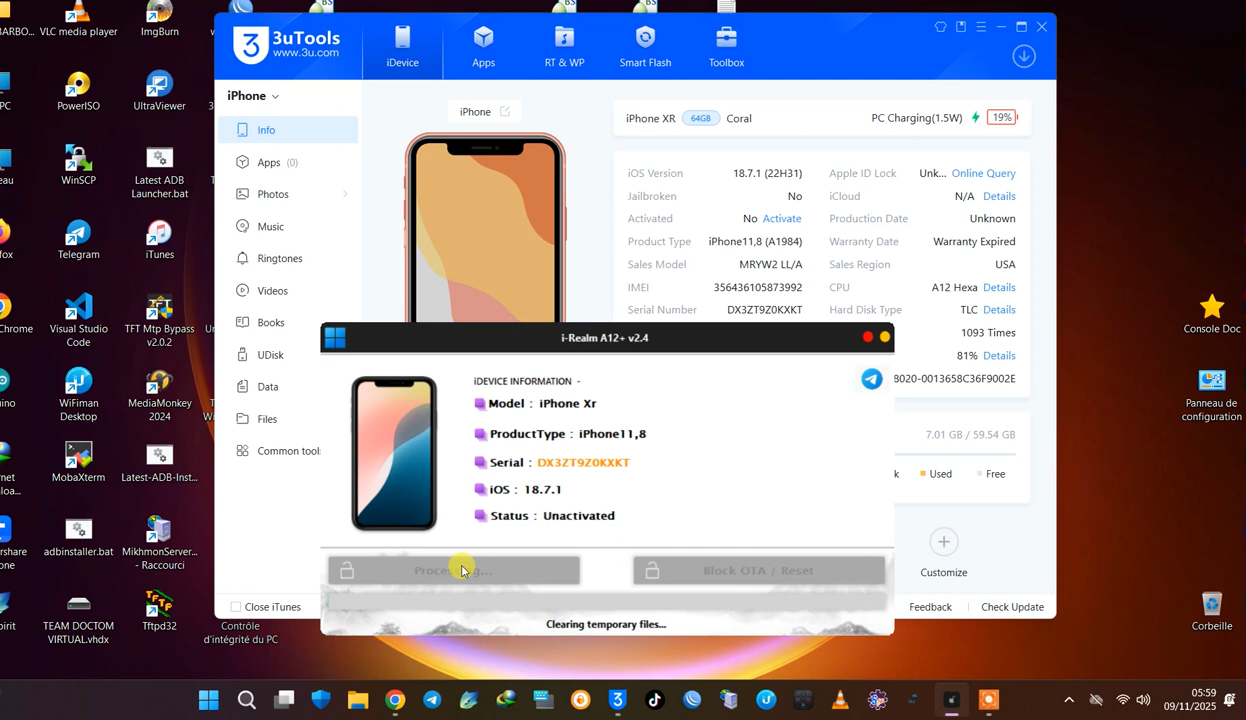 VLC media player
ImgBurn
PowerISO
UltraViewer
WinSCP
Latest ADB
Launcher.bat
Telegram
iTunes
Visual Studio
Code
TFT Mtp Bypass
v2.0.2
WiFiman
Desktop
MediaMonkey
2024
MobaXterm
Latest-ADB-Inst...
adbinstaller.bat
MikhmonServer...
- Raccourci
TEAM DOCTOM
VIRTUAL.vhdx
Tftpd32
Contrôle
d'intégrité du PC
3uTools
www.3u.com
iDevice
Apps
RT & WP
Smart Flash
Toolbox
iPhone
Info
Apps (0)
Photos
Music
Ringtones
Videos
Books
UDisk
Data
Files
Common tools
Close iTunes
iPhone
iPhone XR 64GB Coral PC Charging(1.5W) 19%
iOS Version 18.7.1 (22H31) Apple ID Lock Unk... Online Query
Jailbroken No iCloud N/A Details
Activated No Activate Production Date Unknown
Product Type iPhone11,8 (A1984) Warranty Date Warranty Expired
Sales Model MRYW2 LL/A Sales Region USA
IMEI 356436105873992 CPU A12 Hexa Details
Serial Number DX3ZT9Z0KXKT Hard Disk Type TLC Details
1093 Times
81% Details
8020-0013658C36F9002E
7.01 GB / 59.54 GB
Used Free
Customize
Feedback Check Update
i-Realm A12+ v2.4
iDEVICE INFORMATION -
Model : iPhone Xr
ProductType : iPhone11,8
Serial : DX3ZT9Z0KXKT
iOS : 18.7.1
Status : Unactivated
Block OTA / Reset
Clearing temporary files...
Console Doc
Panneau de
configuration
Corbeille
05:59
09/11/2025